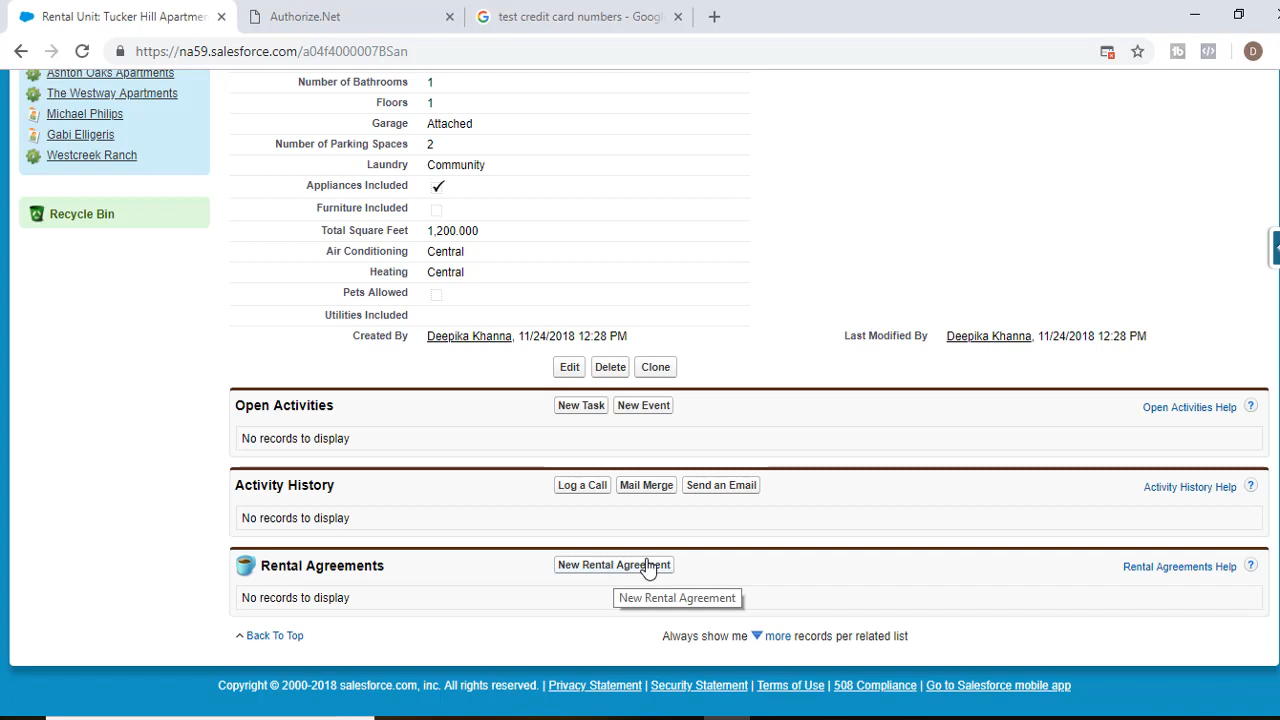 Rental Unit: Tucker Hill Apartmer
Authorize.Net
test credit card numbers - Googl
https://na59.salesforce.com/a04f4000007BSan
D
Ashton Oaks Apartments
The Westway Apartments
Michael Philips
Gabi Elligeris
Westcreek Ranch
Recycle Bin
Number of Bathrooms 1
Floors 1
Garage Attached
Number of Parking Spaces 2
Laundry Community
Appliances Included
Furniture Included
Total Square Feet 1,200.000
Air Conditioning Central
Heating Central
Pets Allowed
Utilities Included
Created By Deepika Khanna, 11/24/2018 12:28 PM Last Modified By Deepika Khanna, 11/24/2018 12:28 PM
Edit Delete Clone
Open Activities New Task New Event Open Activities Help ?
No records to display
Activity History Log a Call Mail Merge Send an Email Activity History Help ?
No records to display
Rental Agreements New Rental Agreement Rental Agreements Help ?
No records to display New Rental Agreement
Back To Top Always show me more records per related list
Copyright © 2000-2018 salesforce.com, inc. All rights reserved. | Privacy Statement | Security Statement | Terms of Use | 508 Compliance | Go to Salesforce mobile app